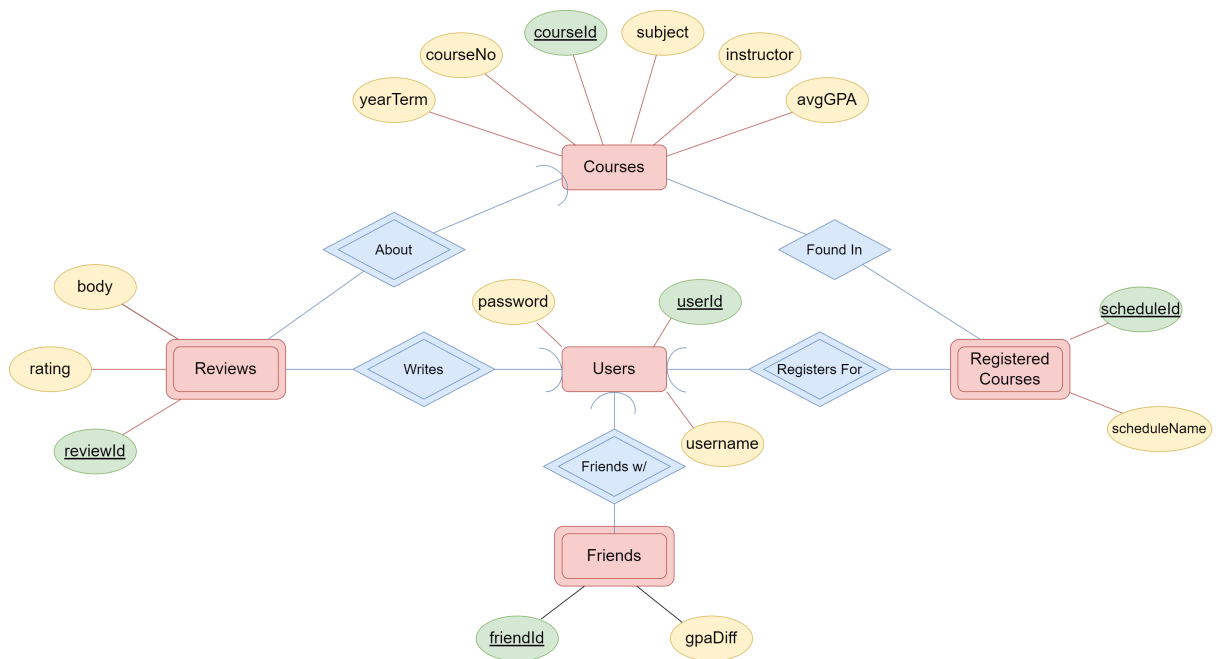 courseId
subject
courseNo
instructor
yearTerm
avgGPA
Courses
About
Found In
body
password
userId
scheduleId
rating
Reviews
Writes
Users
Registers For
Registered
Courses
reviewId
username
scheduleName
Friends w/
Friends
friendId
gpaDiff